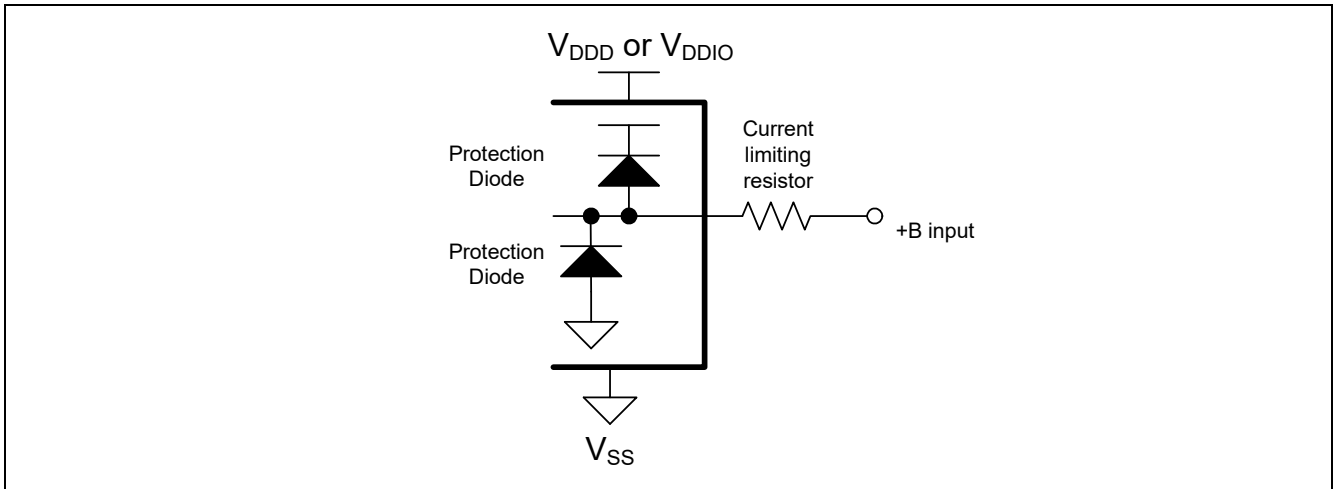 VDDD or VDDIO
Protection
Diode
Current
limiting
resistor
+B input
Protection
Diode
VSS